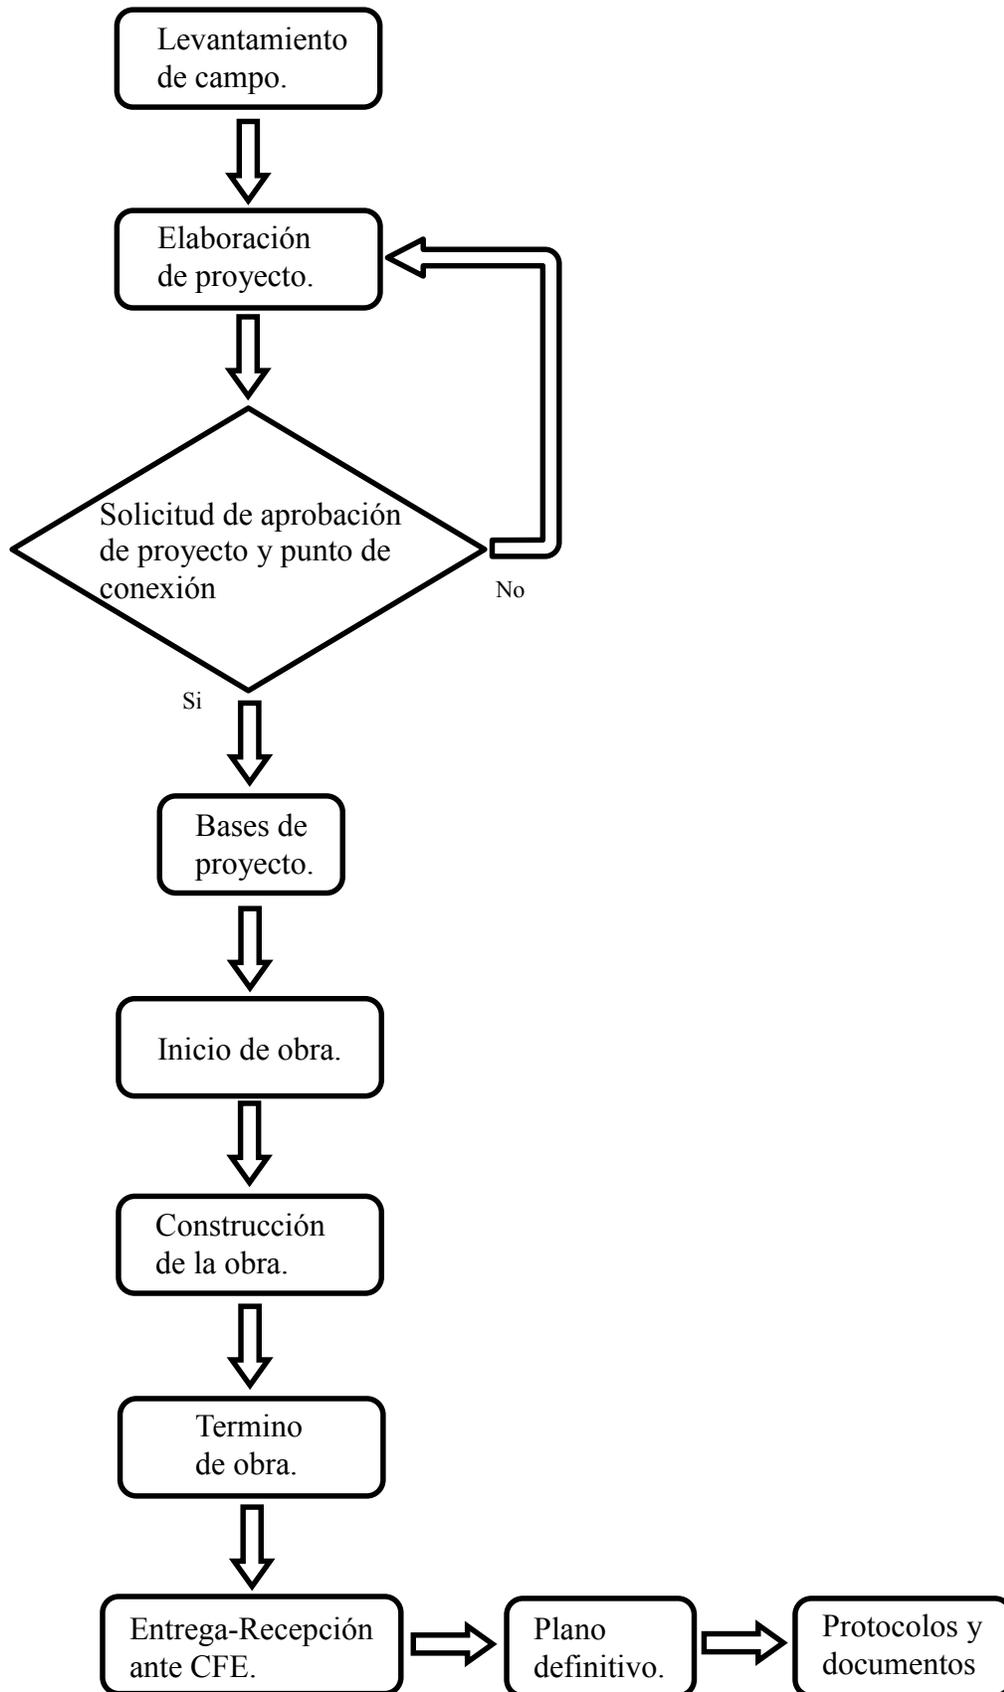 Levantamiento
de campo.
Elaboración
de proyecto.
Solicitud de aprobación
de proyecto y punto de
conexión
No
Si
Bases de
proyecto.
Inicio de obra.
Construcción
de la obra.
Termino
de obra.
Entrega-Recepción
ante CFE.
Plano
definitivo.
Protocolos y
documentos